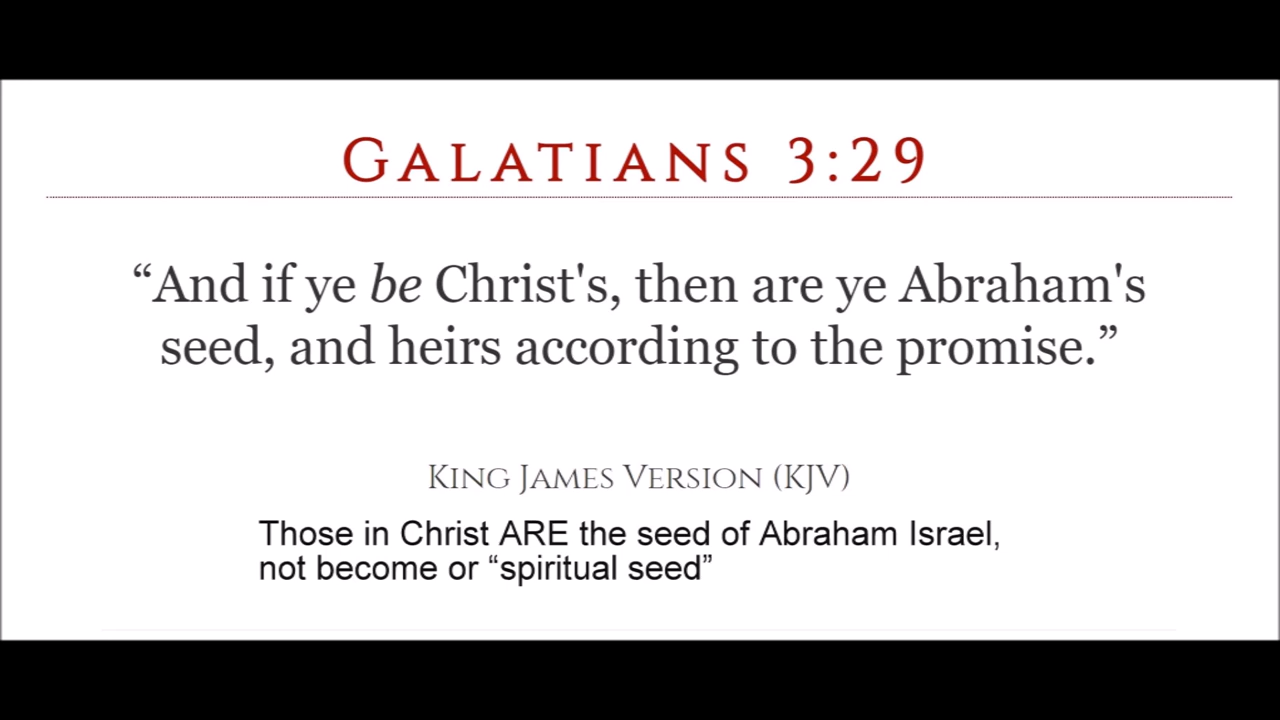 Galatians 3:29
“And if ye be Christ's, then are ye Abraham's
seed, and heirs according to the promise.”
King James Version (KJV)
Those in Christ ARE the seed of Abraham Israel,
not become or “spiritual seed”